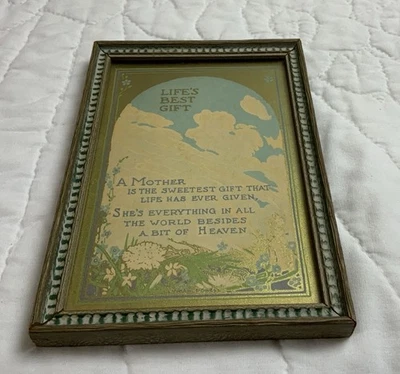 LIFE'S
BEST
GIFT
A MOTHER
IS THE SWEETEST GIFT THAT
LIFE HAS EVER GIVEN,
SHE'S EVERYTHING IN ALL
THE WORLD BESIDES
A BIT OF HEAVEN